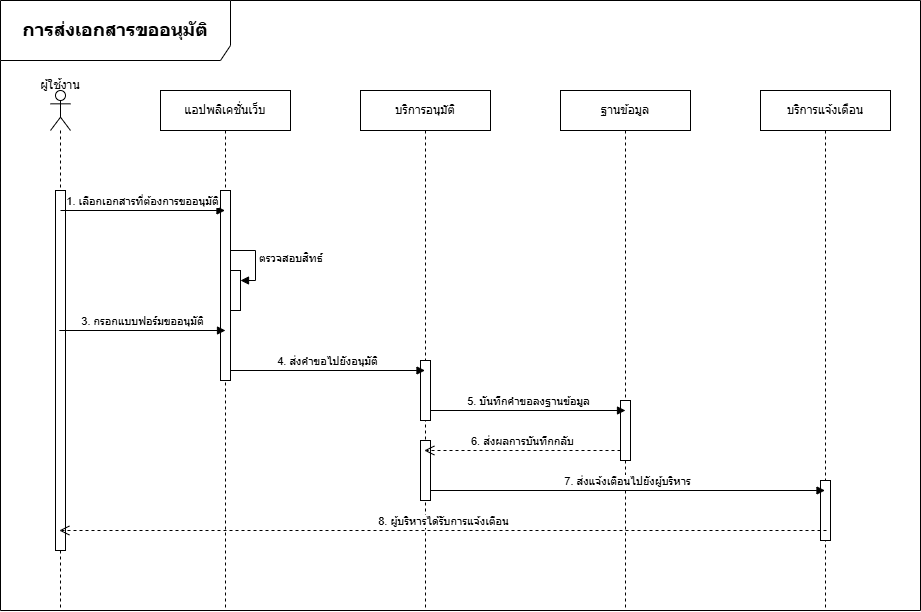 การส่งเอกสารขออนุมัติ
ผู้ใช้งาน
แอปพลิเคชั่นเว็บ
บริการอนุมัติ
ฐานข้อมูล
บริการแจ้งเตือน
1. เลือกเอกสารที่ต้องการขออนุมัติ
ตรวจสอบสิทธ์
3. กรอกแบบฟอร์มขออนุมัติ
4. ส่งคำขอไปยังอนุมัติ
5. บันทึกคำขอลงฐานข้อมูล
6. ส่งผลการบันทึกกลับ
7. ส่งแจ้งเตือนไปยังผู้บริหาร
8. ผู้บริหารได้รับการแจ้งเตือน